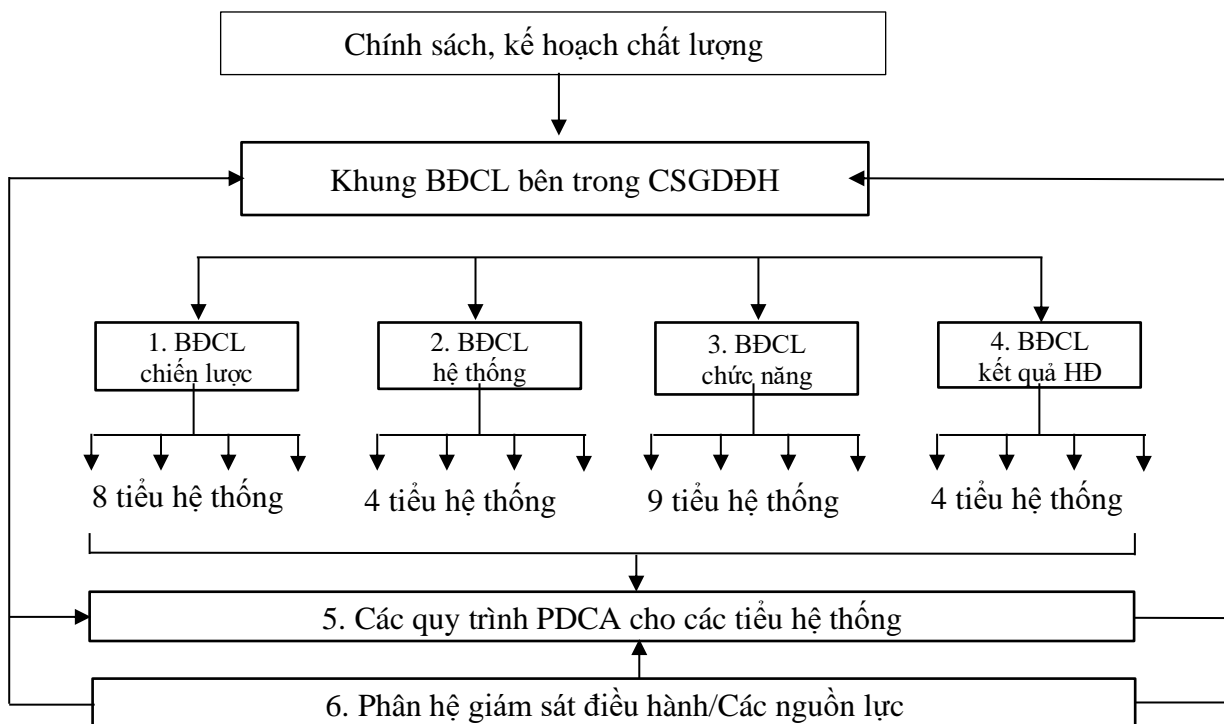 Chính sách, kế hoạch chất lượng
Khung BĐCL bên trong CSGDĐH
1. BĐCL
chiến lược
2. BĐCL
hệ thống
3. BĐCL
chức năng
4. BĐCL
kết quả HĐ
8 tiểu hệ thống
4 tiểu hệ thống
9 tiểu hệ thống
4 tiểu hệ thống
5. Các quy trình PDCA cho các tiểu hệ thống
6. Phân hệ giám sát điều hành/Các nguồn lực